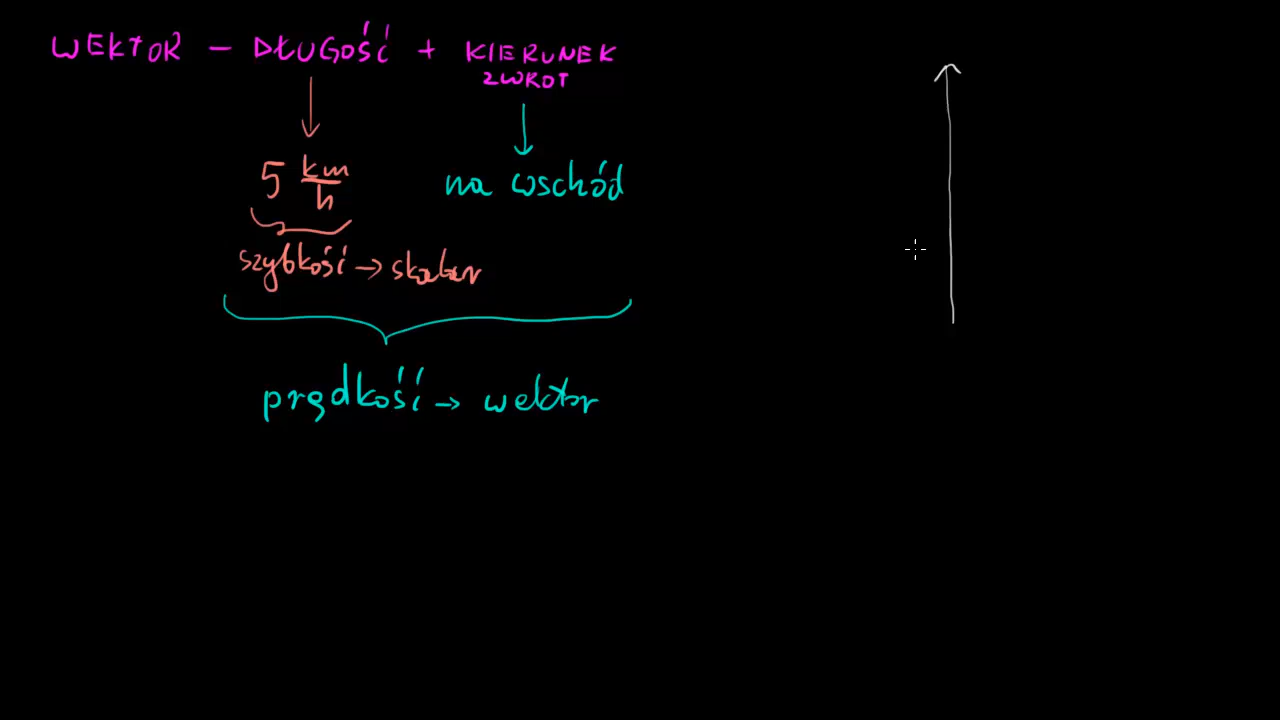 WEKTOR - DŁUGOŚĆ + KIERUNEK
ZWROT
5 km/h na wschód
szybkość → skalar
prędkość → wektor